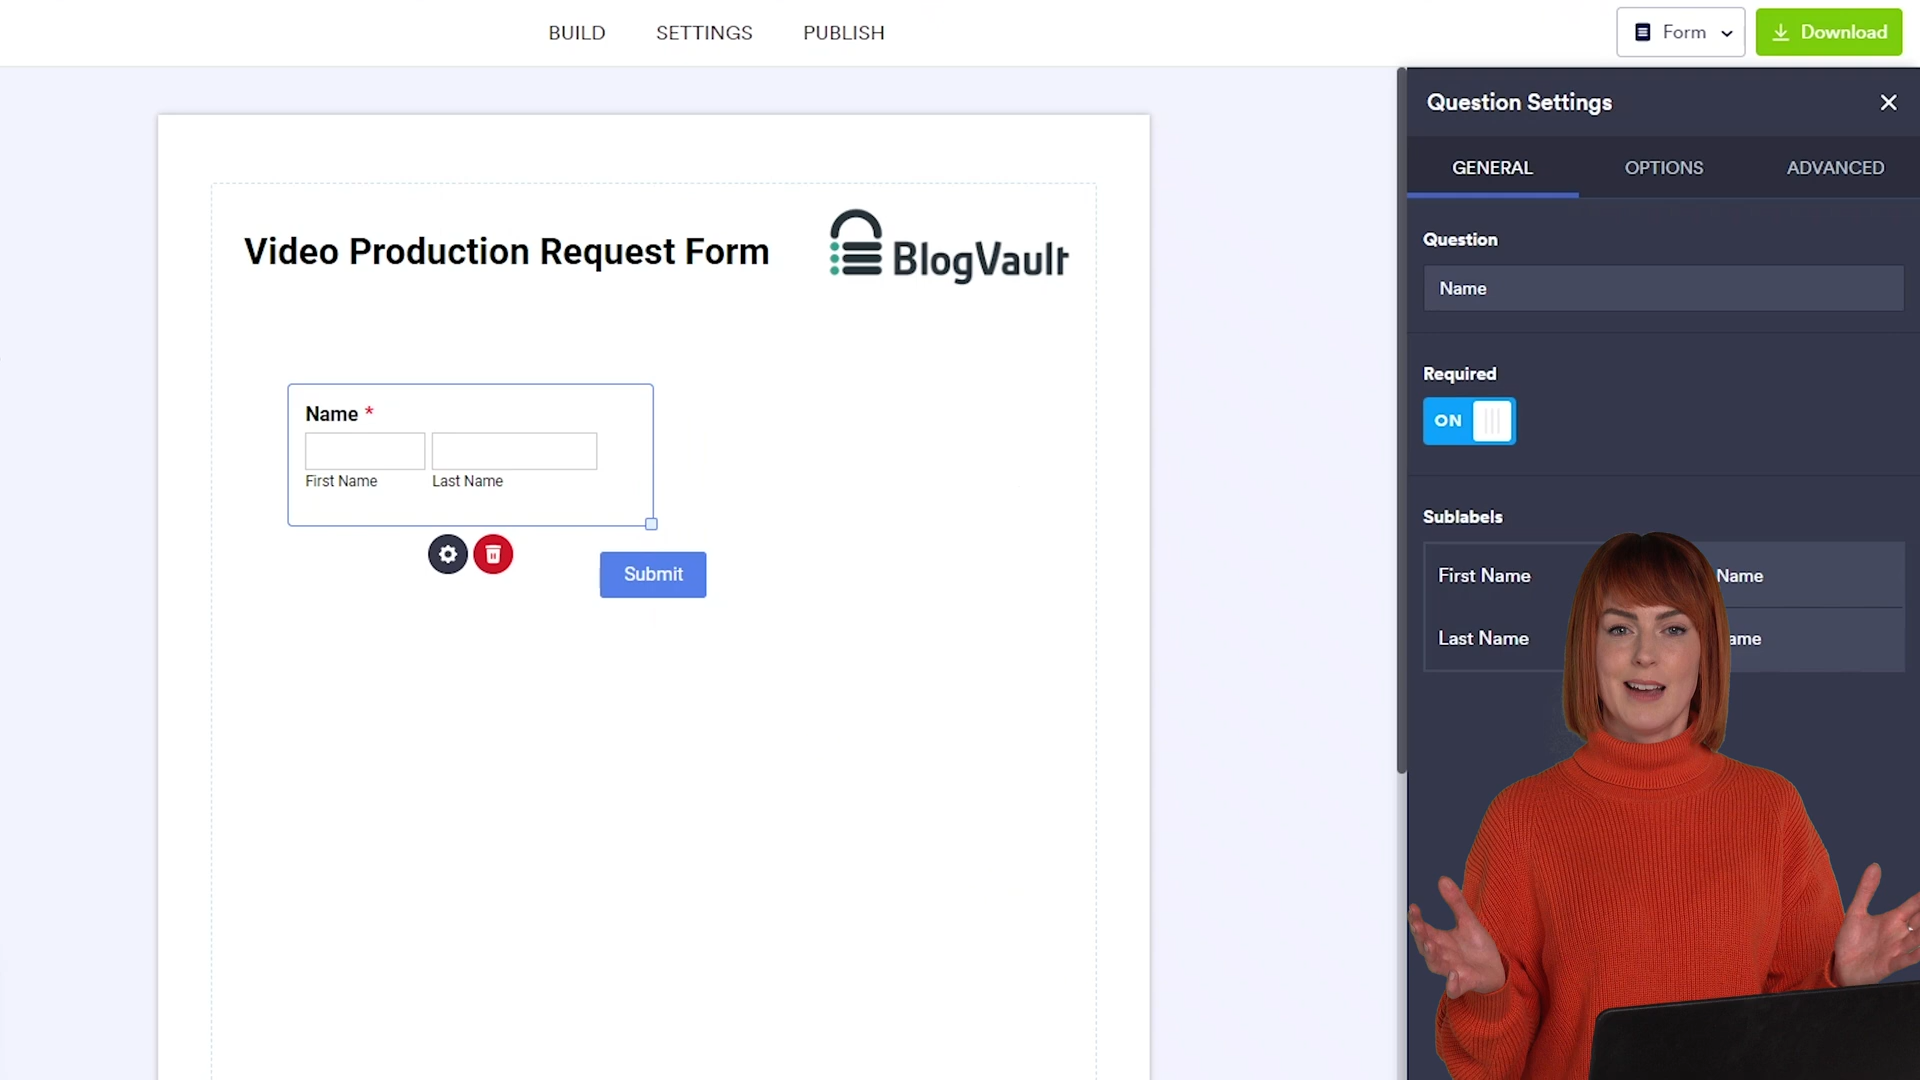 BUILD SETTINGS PUBLISH
Form
Download
Video Production Request Form
BlogVault
Name *
First Name Last Name
Submit
Question Settings
GENERAL OPTIONS ADVANCED
Question
Name
Required
ON
Sublabels
First Name Name
Last Name